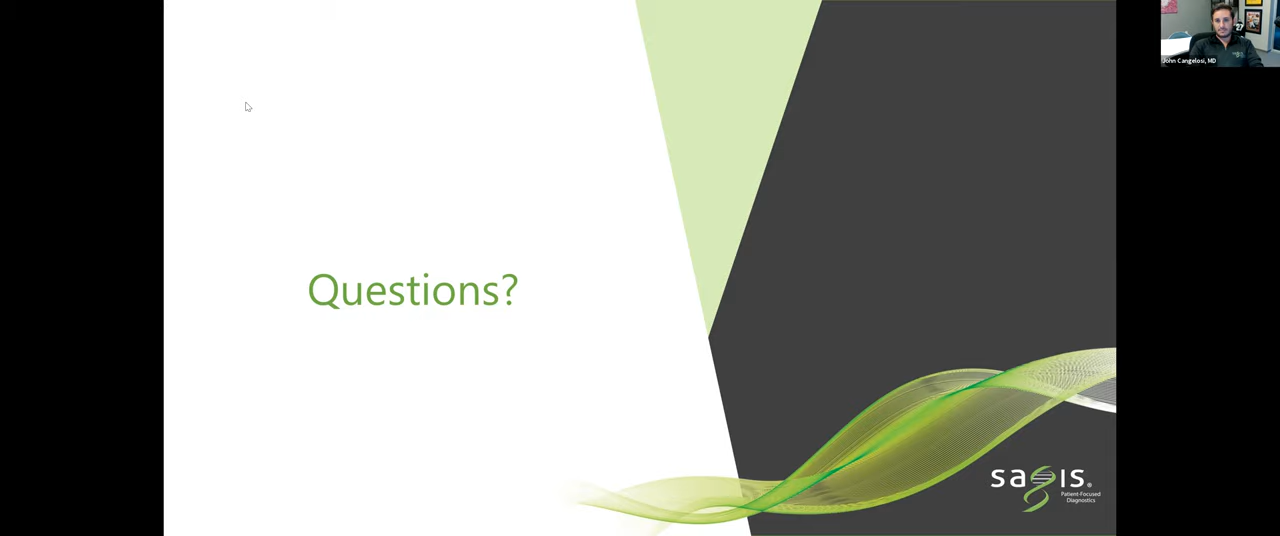 John Cangelosi, MD
Questions?
sagis®
Patient-Focused
Diagnostics